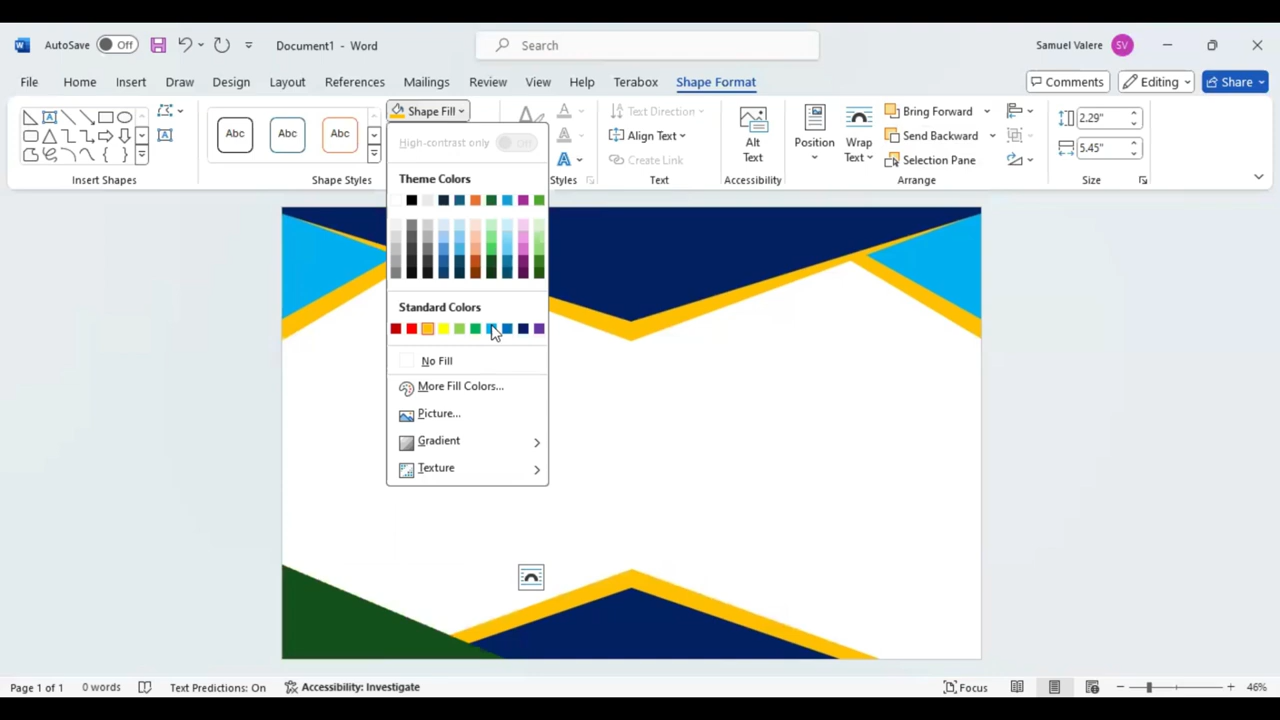 AutoSave Off Document1 - Word Search Samuel Valere SV
File Home Insert Draw Design Layout References Mailings Review View Help Terabox Shape Format Comments Editing Share
Abc Abc Abc Shape Fill Text Direction Bring Forward 2.29"
Align Text Alt Text Position Wrap Text Send Backward
Create Link Selection Pane 5.45"
Insert Shapes Shape Styles Styles Text Accessibility Arrange Size
High-contrast only Off
Theme Colors
Standard Colors
No Fill
More Fill Colors...
Picture...
Gradient
Texture
Page 1 of 1 0 words Text Predictions: On Accessibility: Investigate Focus 46%